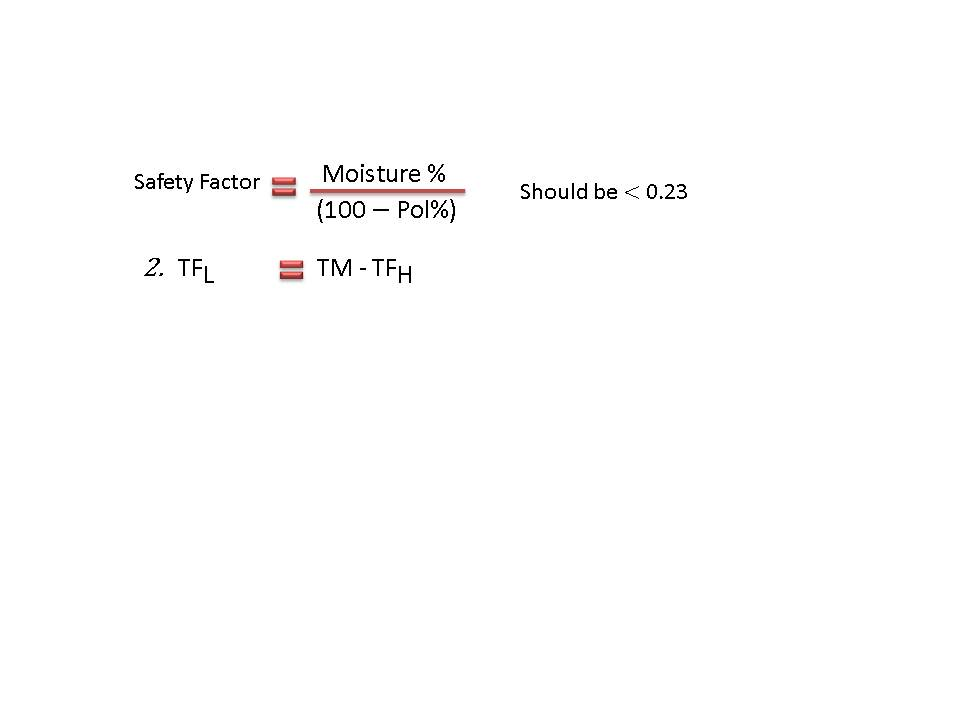 Safety Factor = Moisture % / (100 – Pol%) Should be < 0.23
2. TFL = TM - TFH